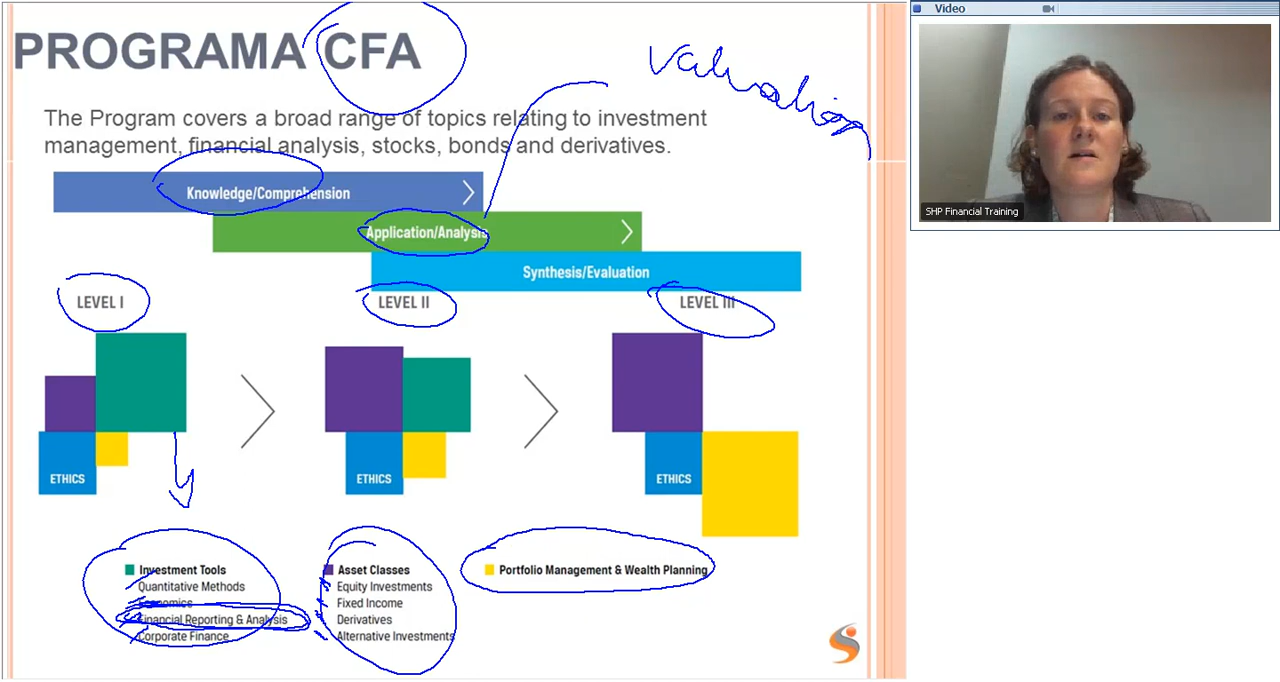 PROGRAMA CFA
valuation
The Program covers a broad range of topics relating to investment
management, financial analysis, stocks, bonds and derivatives.
Knowledge/Comprehension
Application/Analysis
Synthesis/Evaluation
LEVEL I
LEVEL II
LEVEL III
ETHICS
ETHICS
ETHICS
Investment Tools
Quantitative Methods
Economics
Financial Reporting & Analysis
Corporate Finance
Asset Classes
Equity Investments
Fixed Income
Derivatives
Alternative Investments
Portfolio Management & Wealth Planning
Video
SHP Financial Training